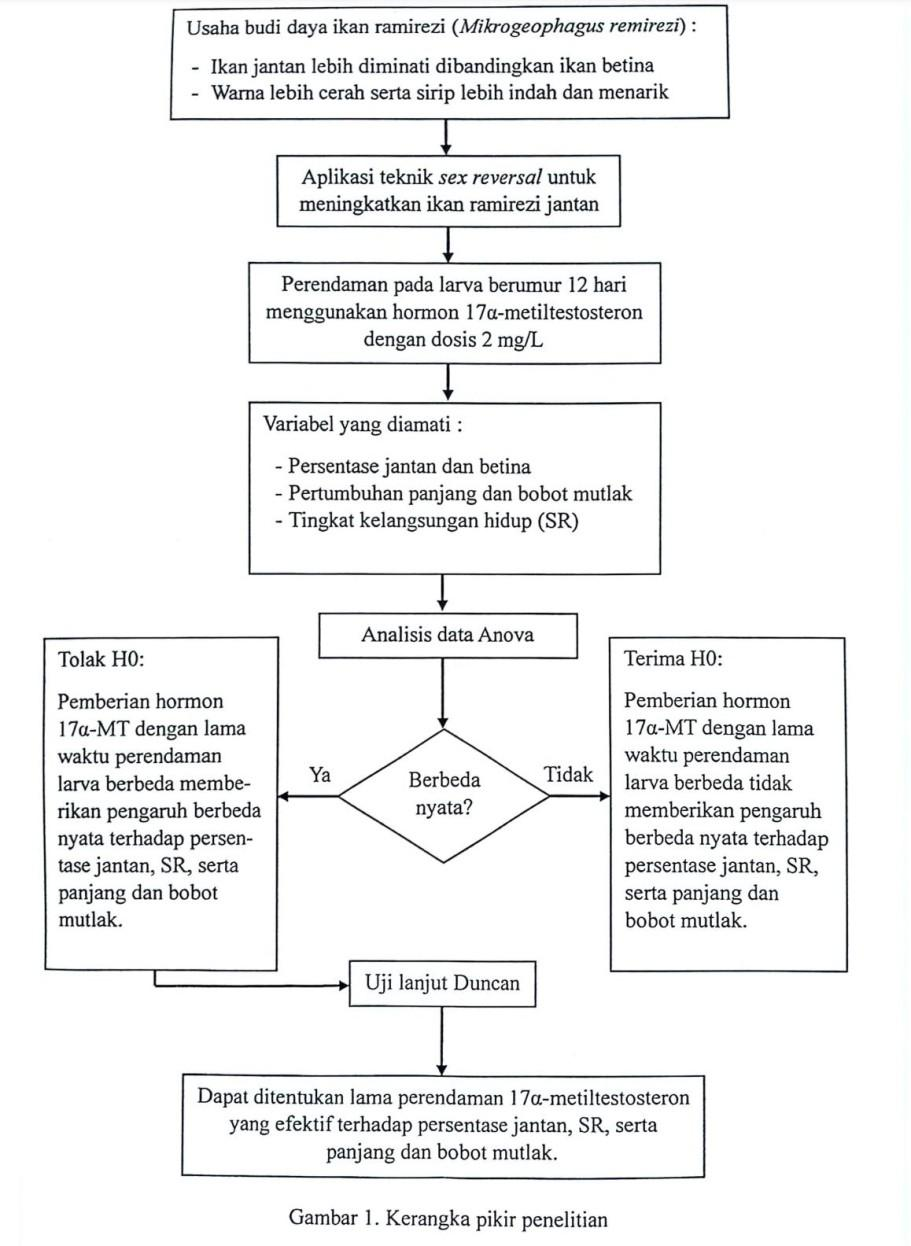 Usaha budi daya ikan ramirezi (Mikrogeophagus remirezi) :
- Ikan jantan lebih diminati dibandingkan ikan betina
- Warna lebih cerah serta sirip lebih indah dan menarik
Aplikasi teknik sex reversal untuk
meningkatkan ikan ramirezi jantan
Perendaman pada larva berumur 12 hari
menggunakan hormon 17α-metiltestosteron
dengan dosis 2 mg/L
Variabel yang diamati :
- Persentase jantan dan betina
- Pertumbuhan panjang dan bobot mutlak
- Tingkat kelangsungan hidup (SR)
Analisis data Anova
Tolak H0:
Pemberian hormon
17α-MT dengan lama
waktu perendaman
larva berbeda membe-
rikan pengaruh berbeda
nyata terhadap persen-
tase jantan, SR, serta
panjang dan bobot
mutlak.
Ya
Berbeda
nyata?
Tidak
Terima H0:
Pemberian hormon
17α-MT dengan lama
waktu perendaman
larva berbeda tidak
memberikan pengaruh
berbeda nyata terhadap
persentase jantan, SR,
serta panjang dan
bobot mutlak.
Uji lanjut Duncan
Dapat ditentukan lama perendaman 17α-metiltestosteron
yang efektif terhadap persentase jantan, SR, serta
panjang dan bobot mutlak.
Gambar 1. Kerangka pikir penelitian